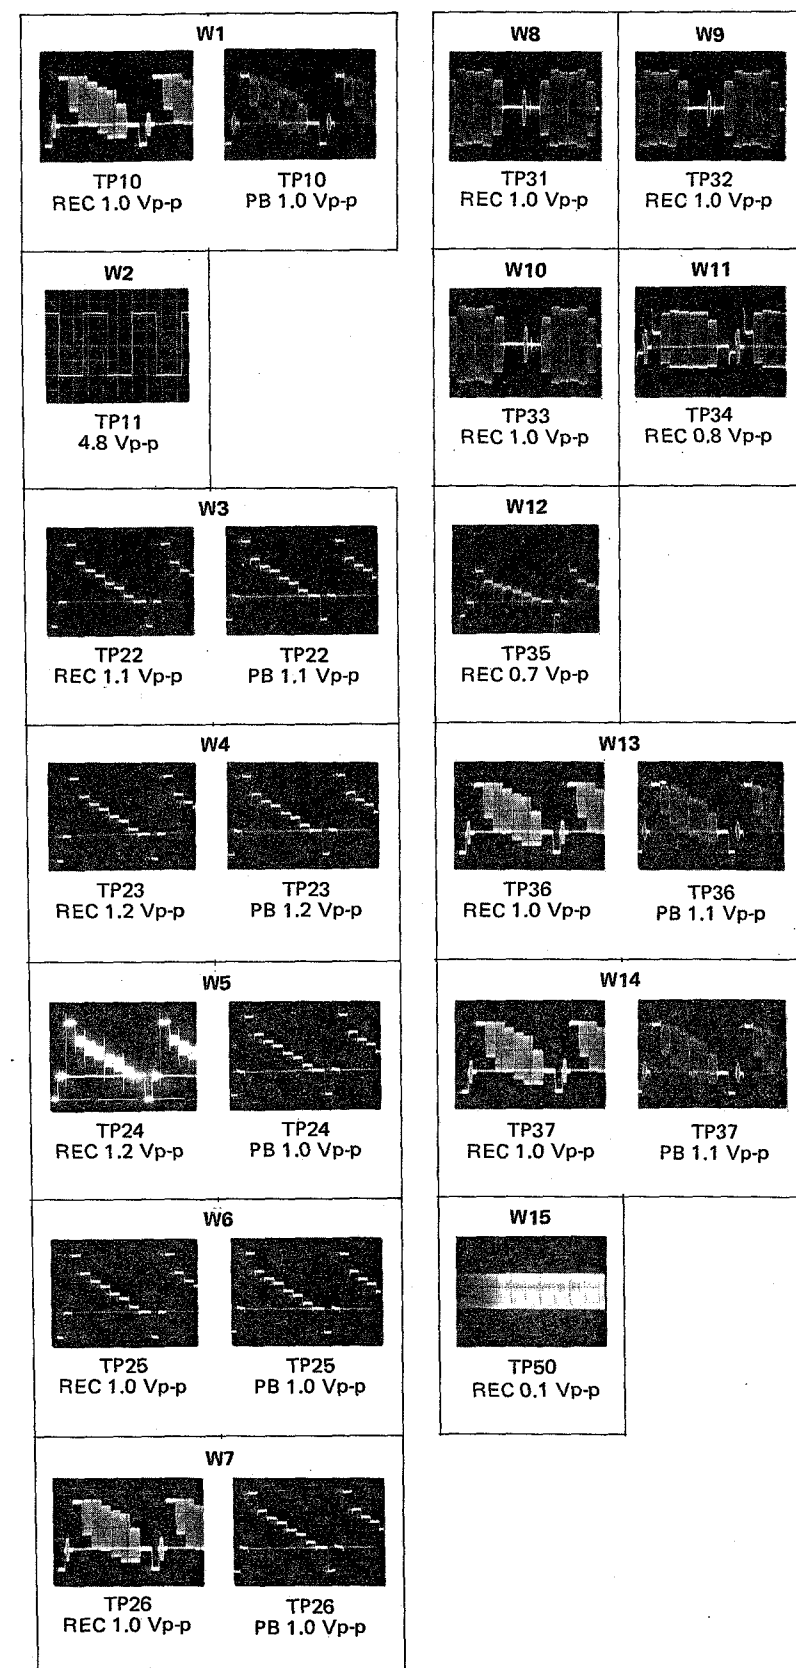 W1
TP10
REC 1.0 Vp-p
TP10
PB 1.0 Vp-p
W2
TP11
4.8 Vp-p
W3
TP22
REC 1.1 Vp-p
TP22
PB 1.1 Vp-p
W4
TP23
REC 1.2 Vp-p
TP23
PB 1.2 Vp-p
W5
TP24
REC 1.2 Vp-p
TP24
PB 1.0 Vp-p
W6
TP25
REC 1.0 Vp-p
TP25
PB 1.0 Vp-p
W7
TP26
REC 1.0 Vp-p
TP26
PB 1.0 Vp-p
W8
TP31
REC 1.0 Vp-p
W9
TP32
REC 1.0 Vp-p
W10
TP33
REC 1.0 Vp-p
W11
TP34
REC 0.8 Vp-p
W12
TP35
REC 0.7 Vp-p
W13
TP36
REC 1.0 Vp-p
TP36
PB 1.1 Vp-p
W14
TP37
REC 1.0 Vp-p
TP37
PB 1.1 Vp-p
W15
TP50
REC 0.1 Vp-p